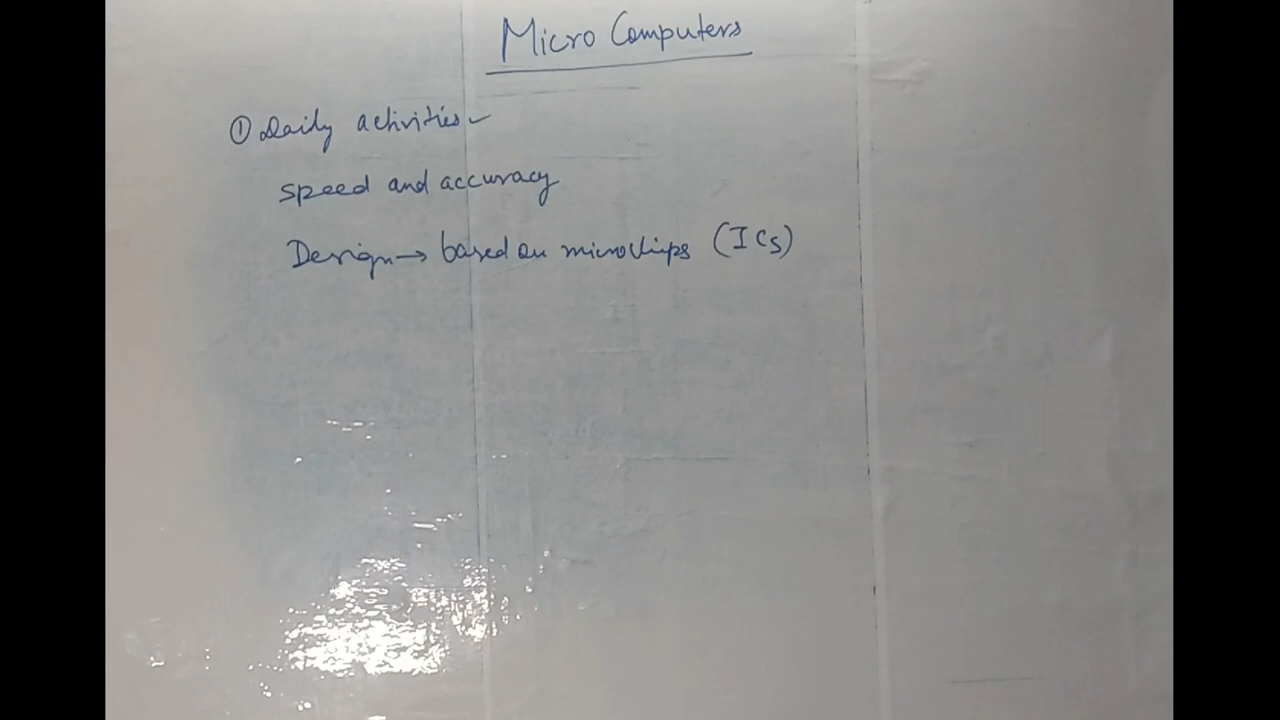 Micro Computers
① Daily activities
speed and accuracy
Design → based on microchips (ICs)